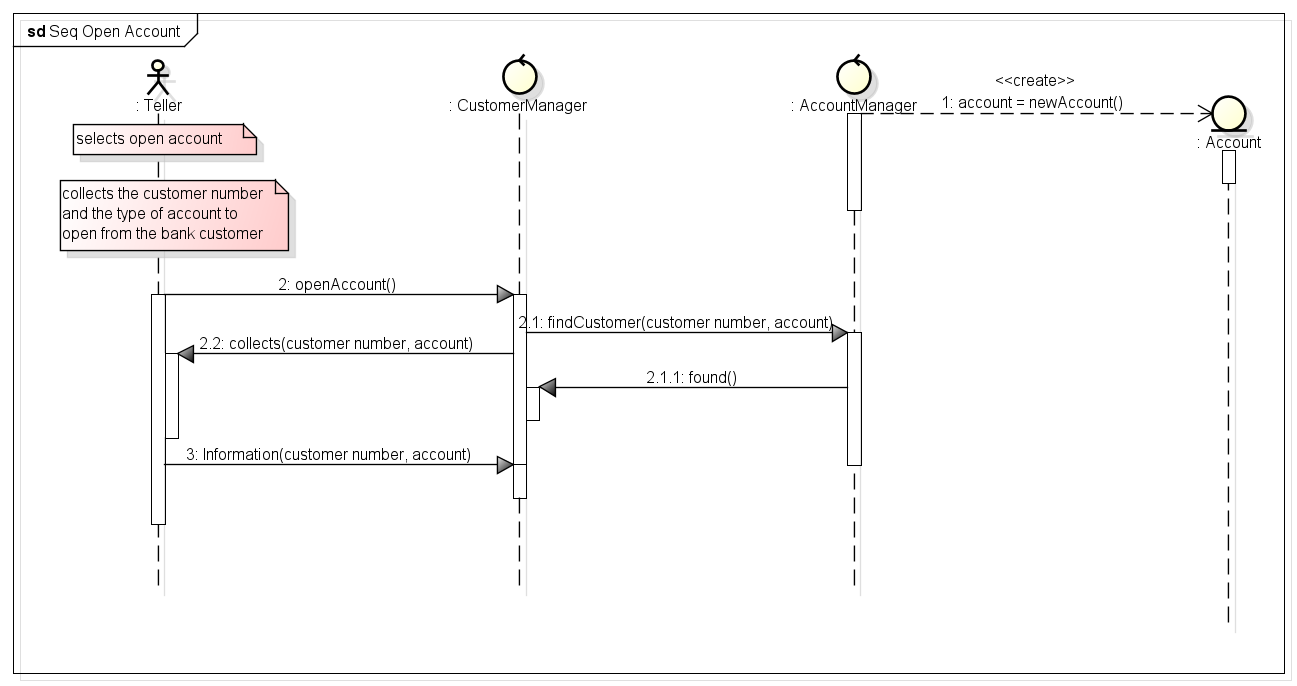 sd Seq Open Account
<<create>>
: Teller
: CustomerManager
: AccountManager
1: account = newAccount()
selects open account
: Account
collects the customer number
and the type of account to
open from the bank customer
2: openAccount()
2.1: findCustomer(customer number, account)
2.2: collects(customer number, account)
2.1.1: found()
3: Information(customer number, account)